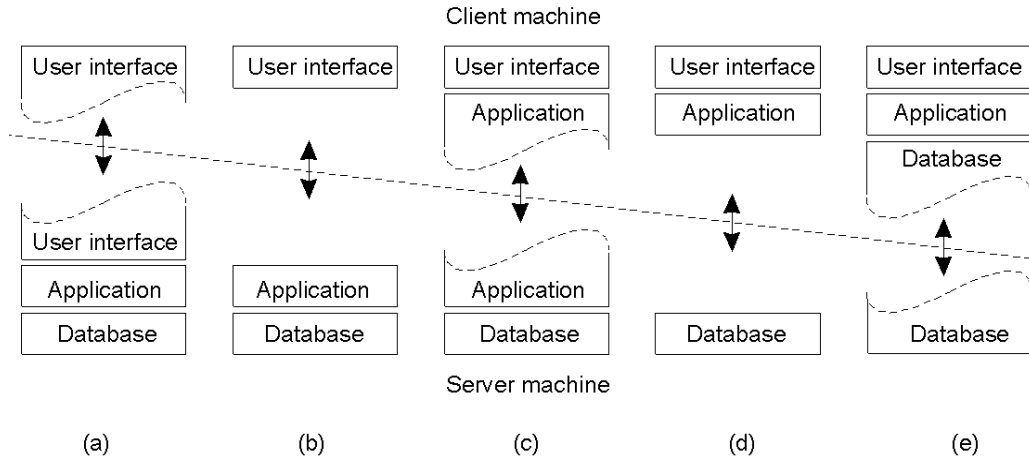 Client machine
User interface
User interface
User interface
User interface
User interface
Application
Application
Application
Database
User interface
Application
Application
Application
Database
Database
Database
Database
Database
Server machine
(a)
(b)
(c)
(d)
(e)